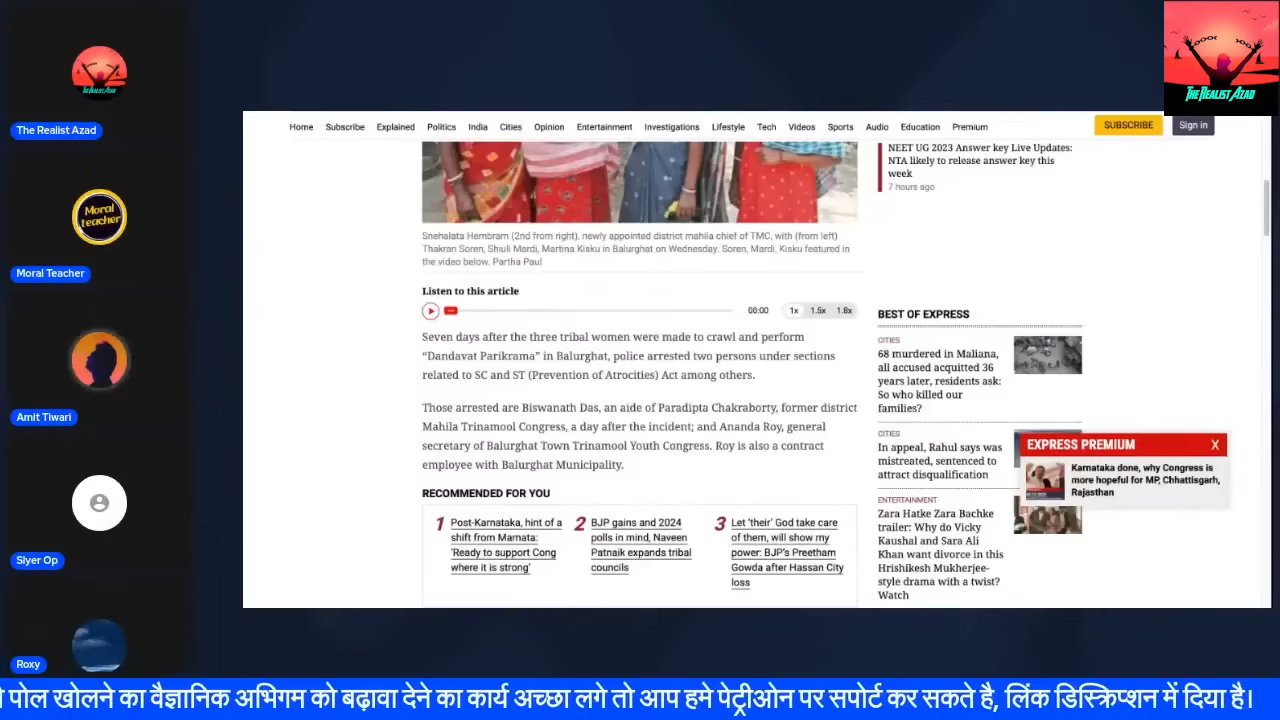 The Realist Azad
Moral Teacher
Moral Teacher
Amit Tiwari
Slyer Op
Roxy
THE REALIST AZAD
THE REALIST AZAD
Home Subscribe Explained Politics India Cities Opinion Entertainment Investigations Lifestyle Tech Videos Sports Audio Education Premium SUBSCRIBE Sign in
Snehalata Hembram (2nd from right), newly appointed district mahila chief of TMC, with (from left)
Thakran Soren, Shuli Mardi, Martina Kisku in Balurghat on Wednesday. Soren, Mardi, Kisku featured in
the video below. Partha Paul
Listen to this article
00:00 1x 1.5x 1.8x
Seven days after the three tribal women were made to crawl and perform
“Dandavat Parikrama” in Balurghat, police arrested two persons under sections
related to SC and ST (Prevention of Atrocities) Act among others.
Those arrested are Biswanath Das, an aide of Paradipta Chakraborty, former district
Mahila Trinamool Congress, a day after the incident; and Ananda Roy, general
secretary of Balurghat Town Trinamool Youth Congress. Roy is also a contract
employee with Balurghat Municipality.
RECOMMENDED FOR YOU
1 Post-Karnataka, hint of a
shift from Mamata:
'Ready to support Cong
where it is strong'
2 BJP gains and 2024
polls in mind, Naveen
Patnaik expands tribal
councils
3 Let 'their' God take care
of them, will show my
power: BJP's Preetham
Gowda after Hassan City
loss
NEET UG 2023 Answer key Live Updates:
NTA likely to release answer key this
week
7 hours ago
BEST OF EXPRESS
CITIES
68 murdered in Maliana,
all accused acquitted 36
years later, residents ask:
So who killed our
families?
CITIES
In appeal, Rahul says was
mistreated, sentenced to
attract disqualification
ENTERTAINMENT
Zara Hatke Zara Bachke
trailer: Why do Vicky
Kaushal and Sara Ali
Khan want divorce in this
Hrishikesh Mukherjee-
style drama with a twist?
Watch
EXPRESS PREMIUM X
Karnataka done, why Congress is
more hopeful for MP, Chhattisgarh,
Rajasthan
पोल खोलने का वैज्ञानिक अभिगम को बढ़ावा देने का कार्य अच्छा लगे तो आप हमे पेट्रीओन पर सपोर्ट कर सकते है, लिंक डिस्क्रिप्शन में दिया है।